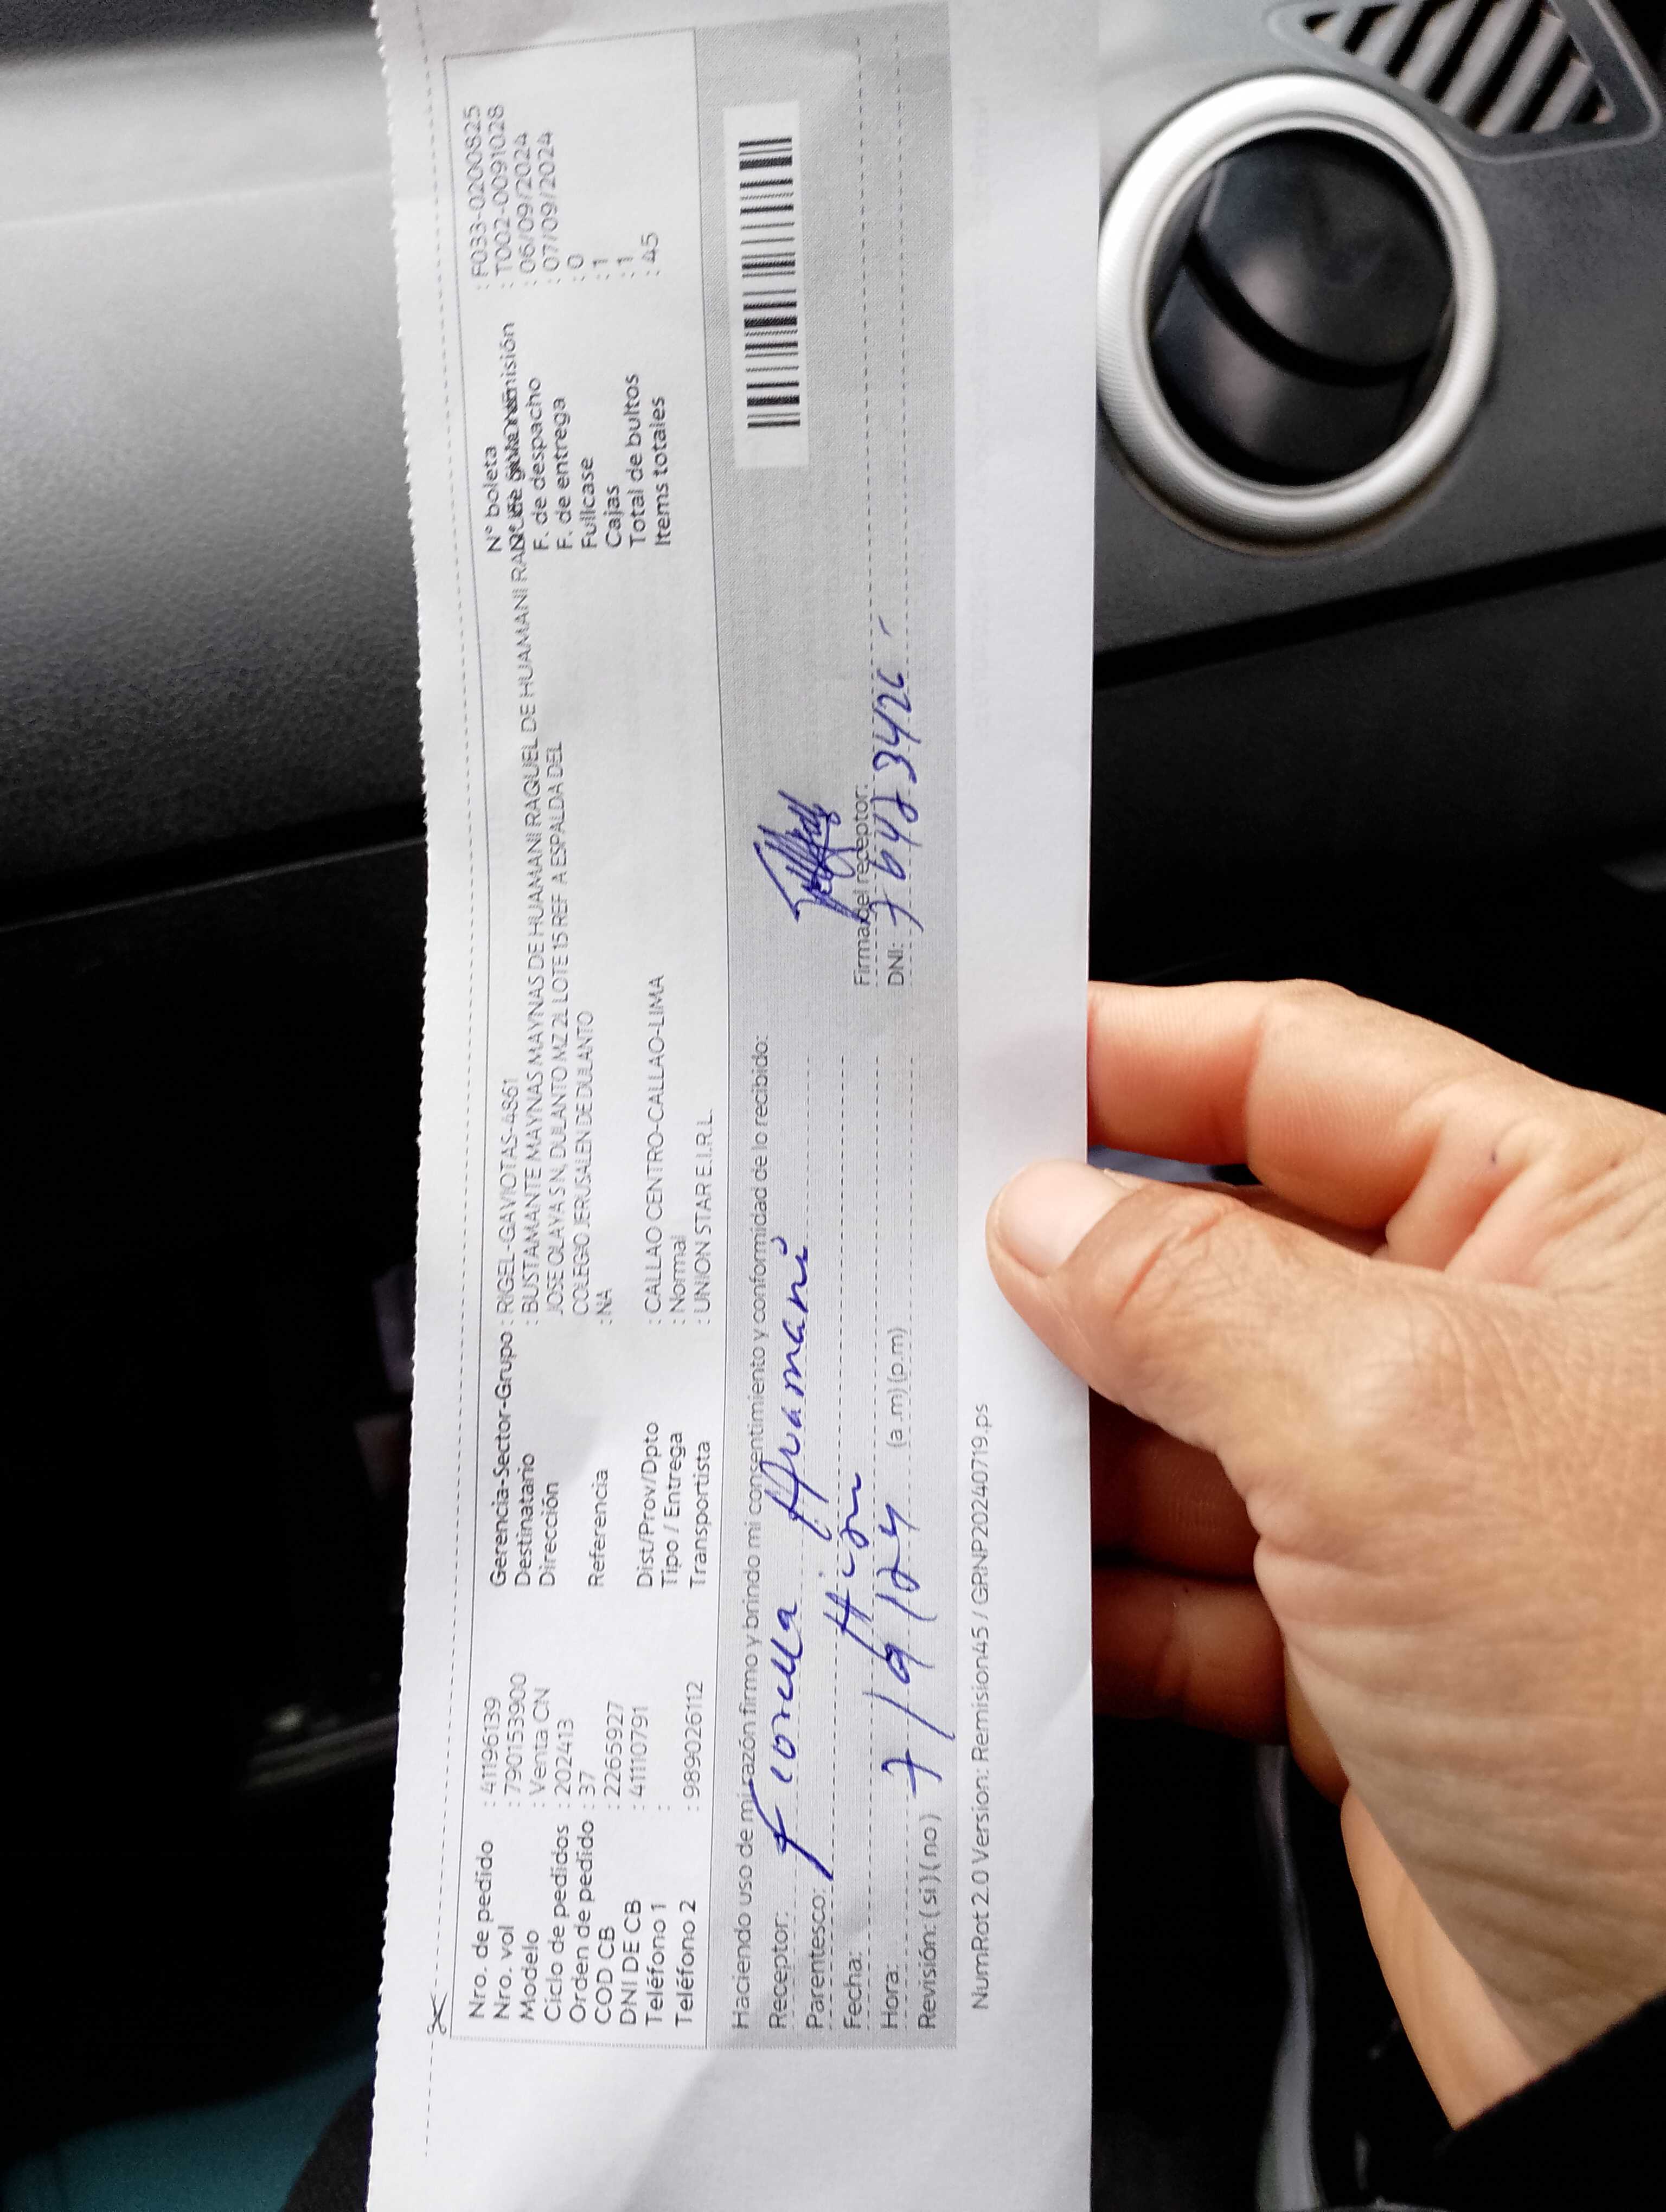 Nro. de pedido : 41196139
Nro. vol : 790153900
Modelo : Venta CN
Ciclo de pedidos : 202413
Orden de pedido : 37
COD CB : 2265927
DNI DE CB : 41110791
Teléfono 1 :
Teléfono 2 : 989026112
Gerencia-Sector-Grupo : RIGEL-GAVIOTAS-4861
Destinatario : BUSTAMANTE MAYNAS MAYNAS DE HUAMANI RAQUEL DE HUAMANI
Dirección JOSE OLAYA S N, DULANTO MZ 2L LOTE 15 REF A ESPALDA DEL
COLEGIO JERUSALEN DE DULANTO
Referencia : NA
Dist/Prov/Dpto : CALLAO CENTRO-CALLAO-LIMA
Tipo / Entrega : Normal
Transportista : UNION STAR E.I.R.L.
N° boleta : F033-0200825
N° de guia remisión : T002-0091028
F. de despacho : 06/09/2024
F. de entrega : 07/09/2024
Fullcase : 0
Cajas : 1
Total de bultos : 1
Items totales : 45
Haciendo uso de mi razón firmo y brindo mi consentimiento y conformidad de lo recibido:
Receptor: Huamani
Parentesco:
Fecha: 7/9/24
Hora: (a.m) (p.m)
Revisión: (si) (no)
Firma del receptor:
DNI:
NumRot 2.0 Version: Remision45 / GRNP20240719.ps